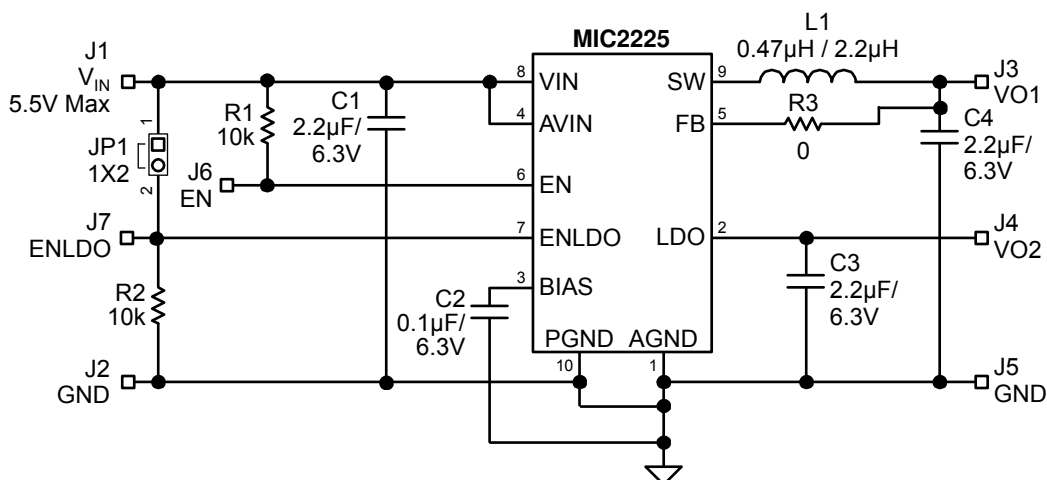 MIC2225
L1
0.47µH / 2.2µH
J1
VIN
5.5V Max
8
VIN
SW
9
J3
VO1
R1
10k
C1
2.2µF/
6.3V
4
AVIN
FB
5
R3
0
C4
2.2µF/
6.3V
1
JP1
1X2
2
J6
EN
6
EN
J7
ENLDO
7
ENLDO
LDO
2
J4
VO2
R2
10k
3
BIAS
C2
0.1µF/
6.3V
C3
2.2µF/
6.3V
PGND
AGND
10
1
J2
GND
J5
GND